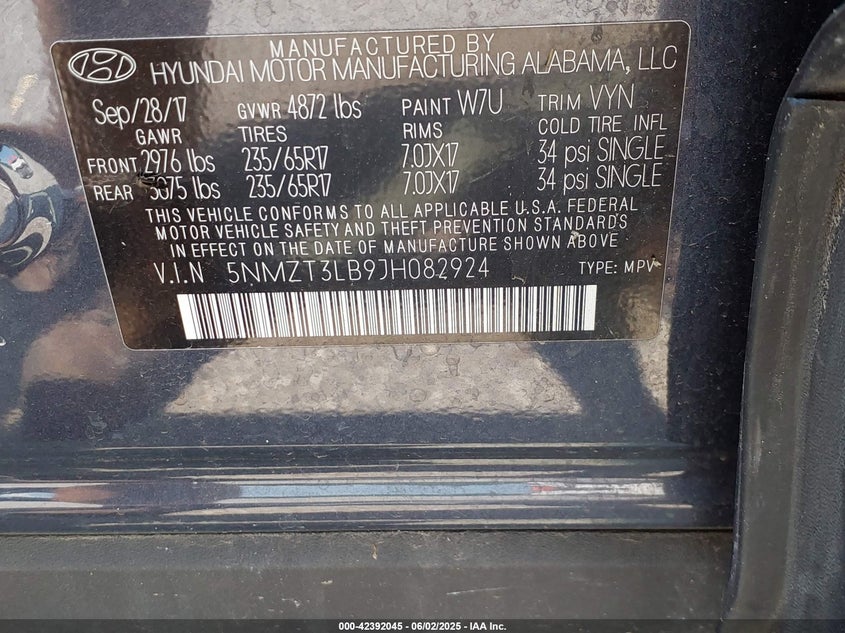 MANUFACTURED BY
HYUNDAI MOTOR MANUFACTURING ALABAMA, LLC
Sep/28/17 GVWR 4872 lbs PAINT W7U TRIM VYN
GAWR TIRES RIMS COLD TIRE INFL
FRONT 2976 lbs 235/65R17 7.0JX17 34 psi SINGLE
REAR 3075 lbs 235/65R17 7.0JX17 34 psi SINGLE
THIS VEHICLE CONFORMS TO ALL APPLICABLE U.S.A. FEDERAL
MOTOR VEHICLE SAFETY AND THEFT PREVENTION STANDARDS
IN EFFECT ON THE DATE OF MANUFACTURE SHOWN ABOVE
V.I.N 5NMZT3LB9JH082924 TYPE: MPV
000-42392045 - 06/02/2025 - IAA Inc.